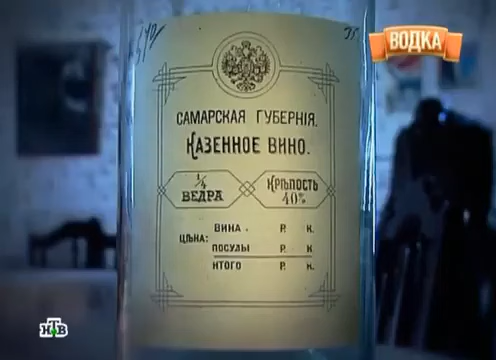 ВОДКА
САМАРСКАЯ ГУБЕРНІЯ.
КАЗЕННОЕ ВИНО.
1/4
ВЕДРА
КРѢПОСТЬ
40%
ЦѢНА:
ВИНА. Р. К.
ПОСУДЫ Р. К.
ИТОГО Р. К.
НТВ